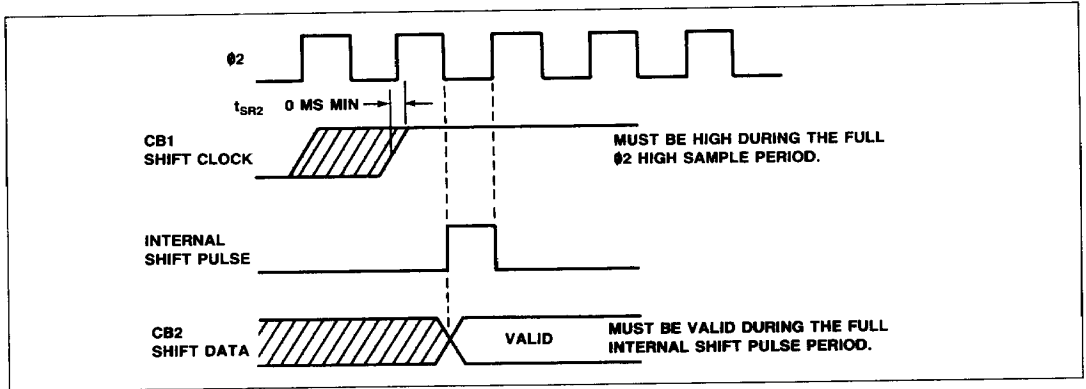 φ2
tSR2 0 MS MIN
CB1
SHIFT CLOCK
MUST BE HIGH DURING THE FULL
φ2 HIGH SAMPLE PERIOD.
INTERNAL
SHIFT PULSE
CB2
SHIFT DATA
VALID
MUST BE VALID DURING THE FULL
INTERNAL SHIFT PULSE PERIOD.